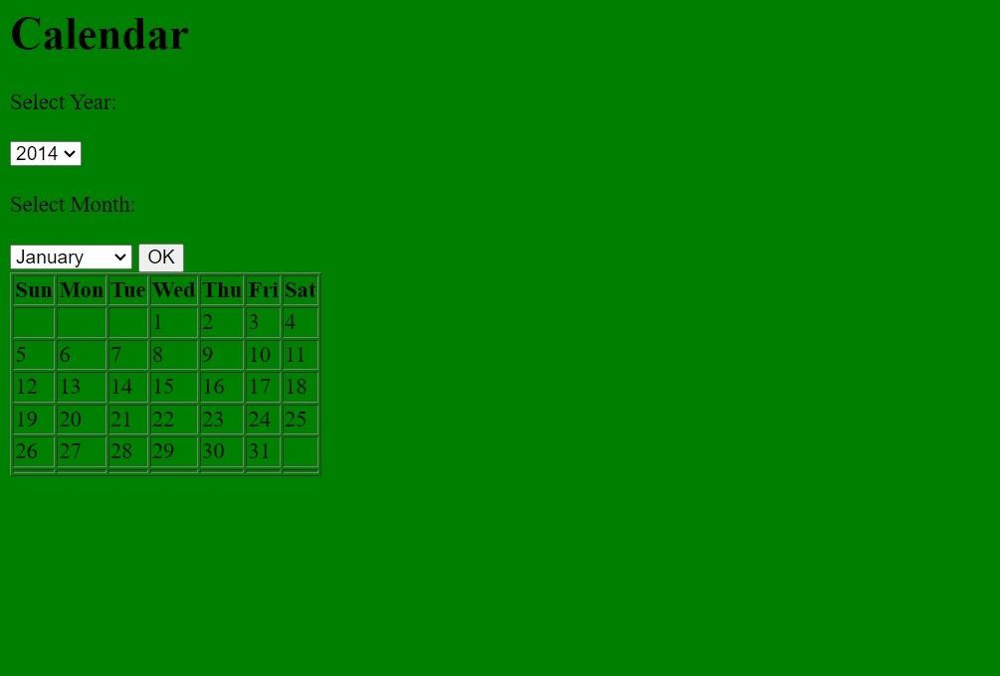 Calendar
Select Year:
2014
Select Month:
January OK
Sun Mon Tue Wed Thu Fri Sat
1 2 3 4
5 6 7 8 9 10 11
12 13 14 15 16 17 18
19 20 21 22 23 24 25
26 27 28 29 30 31